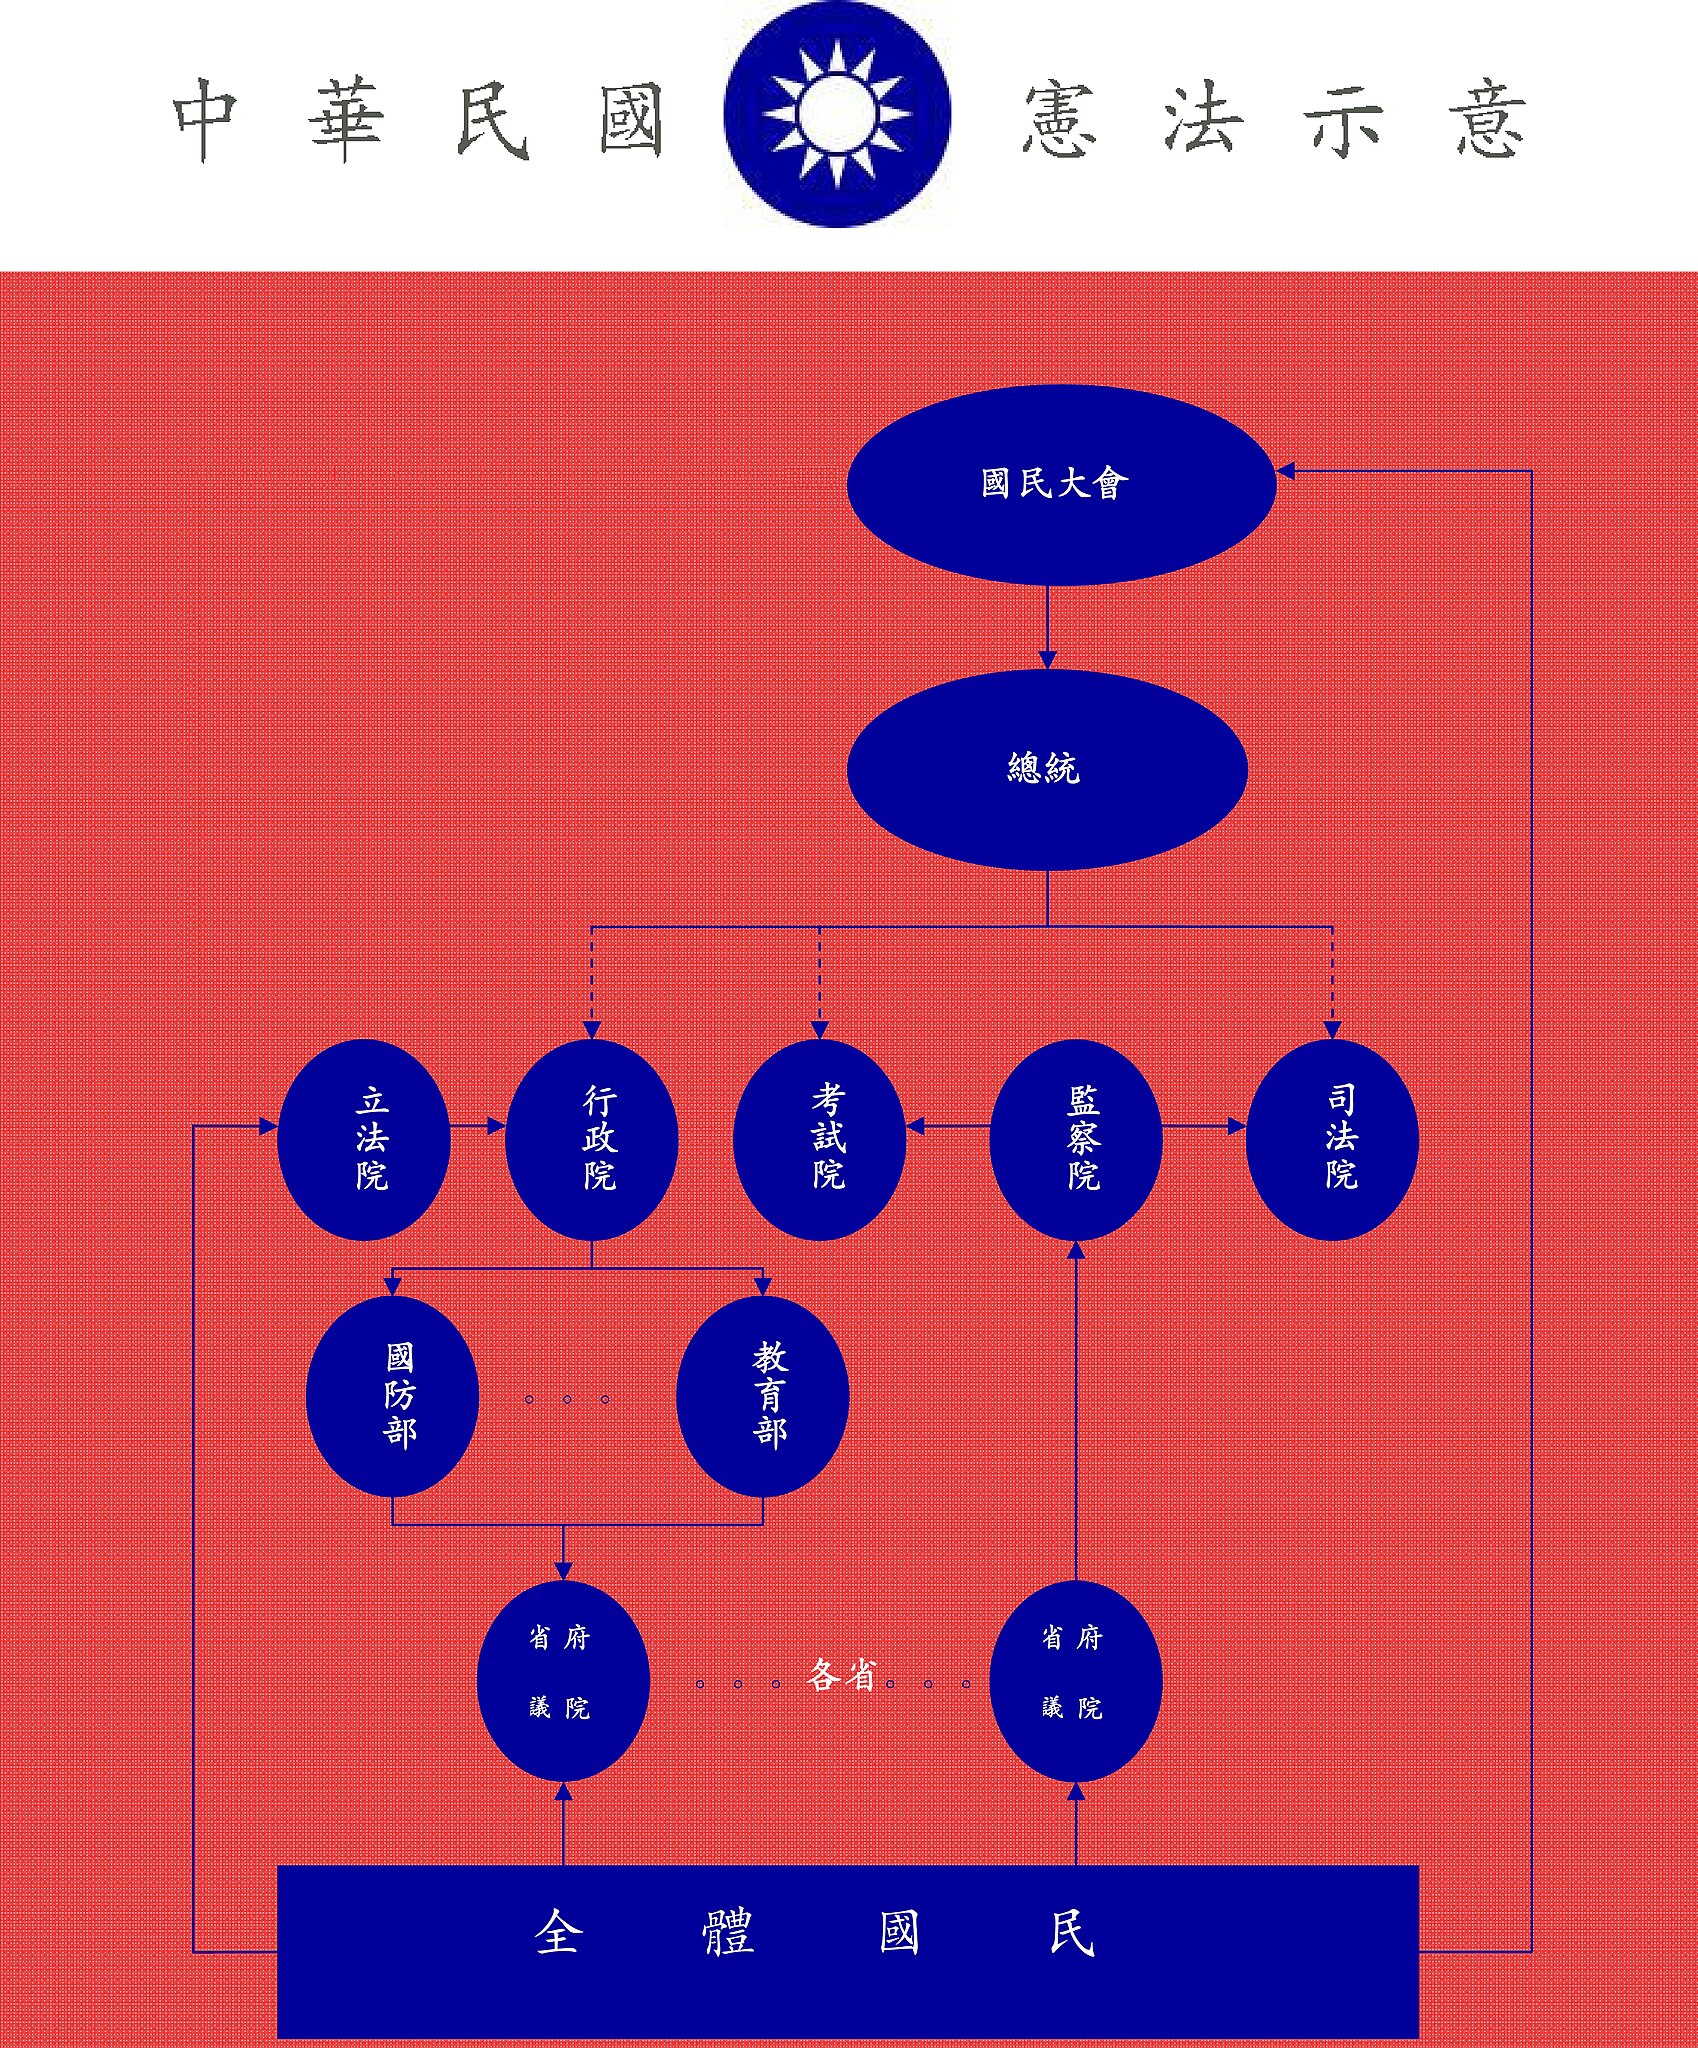 中華民國 憲法示意
國民大會
總統
立法院
行政院
考試院
監察院
司法院
國防部
。。。
教育部
省府
議院
。。。各省。。。
省府
議院
全體國民